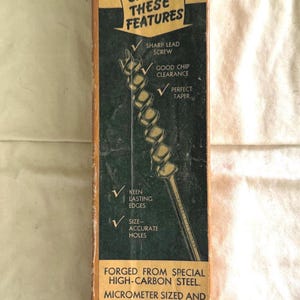 THESE
FEATURES
SHARP LEAD
SCREW
GOOD CHIP
CLEARANCE
PERFECT
TAPER
KEEN
LASTING
EDGES
SIZE-
ACCURATE
HOLES
FORGED FROM SPECIAL
HIGH-CARBON STEEL.
MICROMETER SIZED AND